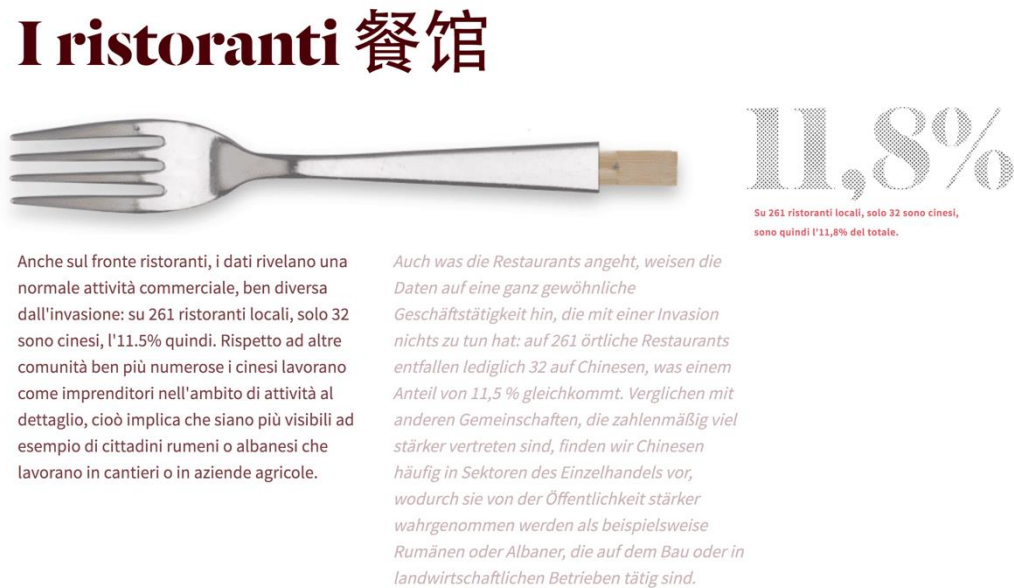 I ristoranti 餐馆
11,8%
Su 261 ristoranti locali, solo 32 sono cinesi,
sono quindi l'11,8% del totale.
Anche sul fronte ristoranti, i dati rivelano una
normale attività commerciale, ben diversa
dall'invasione: su 261 ristoranti locali, solo 32
sono cinesi, l'11.5% quindi. Rispetto ad altre
comunità ben più numerose i cinesi lavorano
come imprenditori nell'ambito di attività al
dettaglio, cioò implica che siano più visibili ad
esempio di cittadini rumeni o albanesi che
lavorano in cantieri o in aziende agricole.
Auch was die Restaurants angeht, weisen die
Daten auf eine ganz gewöhnliche
Geschäftstätigkeit hin, die mit einer Invasion
nichts zu tun hat: auf 261 örtliche Restaurants
entfallen lediglich 32 auf Chinesen, was einem
Anteil von 11,5 % gleichkommt. Verglichen mit
anderen Gemeinschaften, die zahlenmäßig viel
stärker vertreten sind, finden wir Chinesen
häufig in Sektoren des Einzelhandels vor,
wodurch sie von der Öffentlichkeit stärker
wahrgenommen werden als beispielsweise
Rumänen oder Albaner, die auf dem Bau oder in
landwirtschaftlichen Betrieben tätig sind.